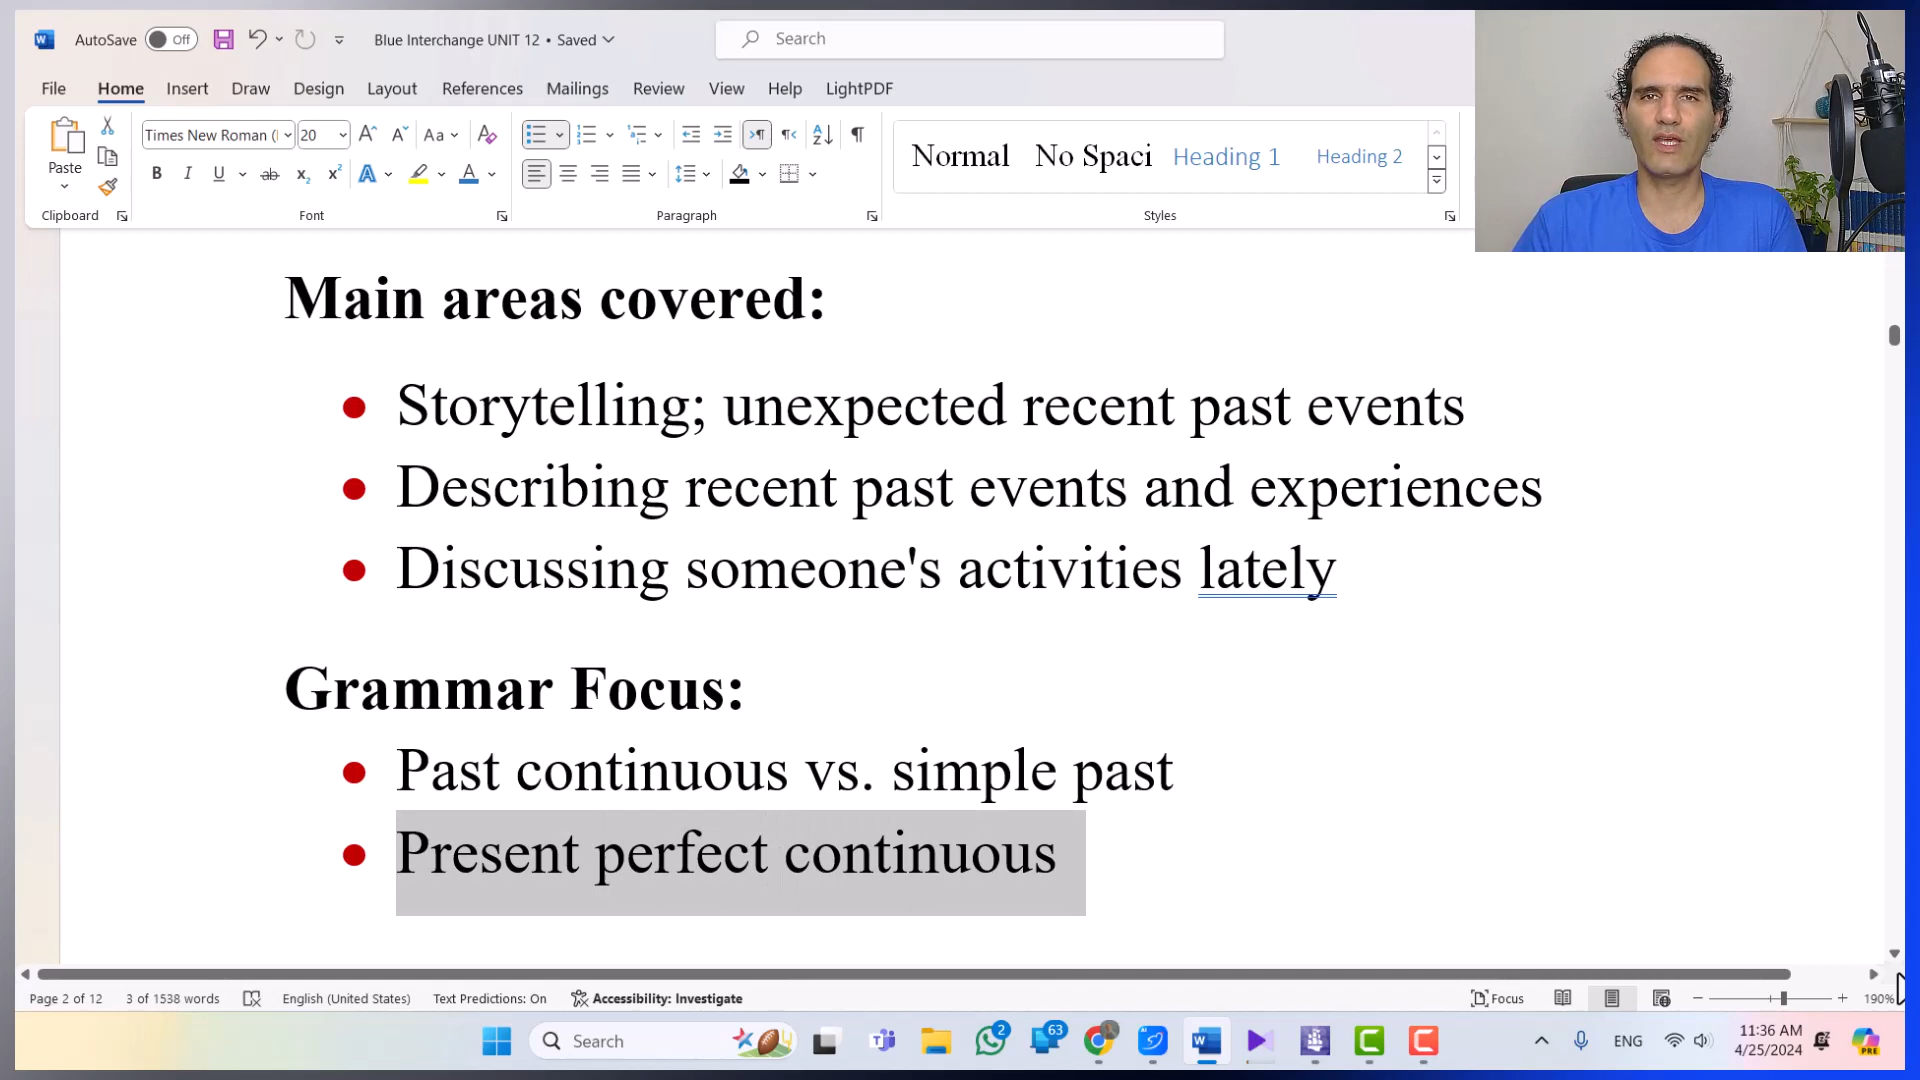 AutoSave Off Blue Interchange UNIT 12 • Saved Search
File Home Insert Draw Design Layout References Mailings Review View Help LightPDF
Paste Times New Roman ( 20 Normal No Spaci Heading 1 Heading 2
Clipboard Font Paragraph Styles
Main areas covered:
• Storytelling; unexpected recent past events
• Describing recent past events and experiences
• Discussing someone's activities lately
Grammar Focus:
• Past continuous vs. simple past
• Present perfect continuous
Page 2 of 12 3 of 1538 words English (United States) Text Predictions: On Accessibility: Investigate Focus 190%
Search 2 63 ENG 11:36 AM
4/25/2024 PRE